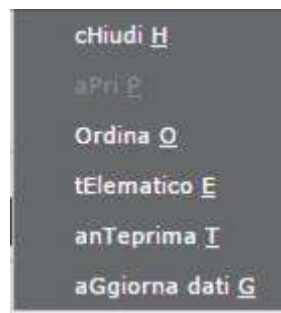 cHiudi H
aPri P
Ordina O
tElematico E
anTeprima T
aGgiorna dati G